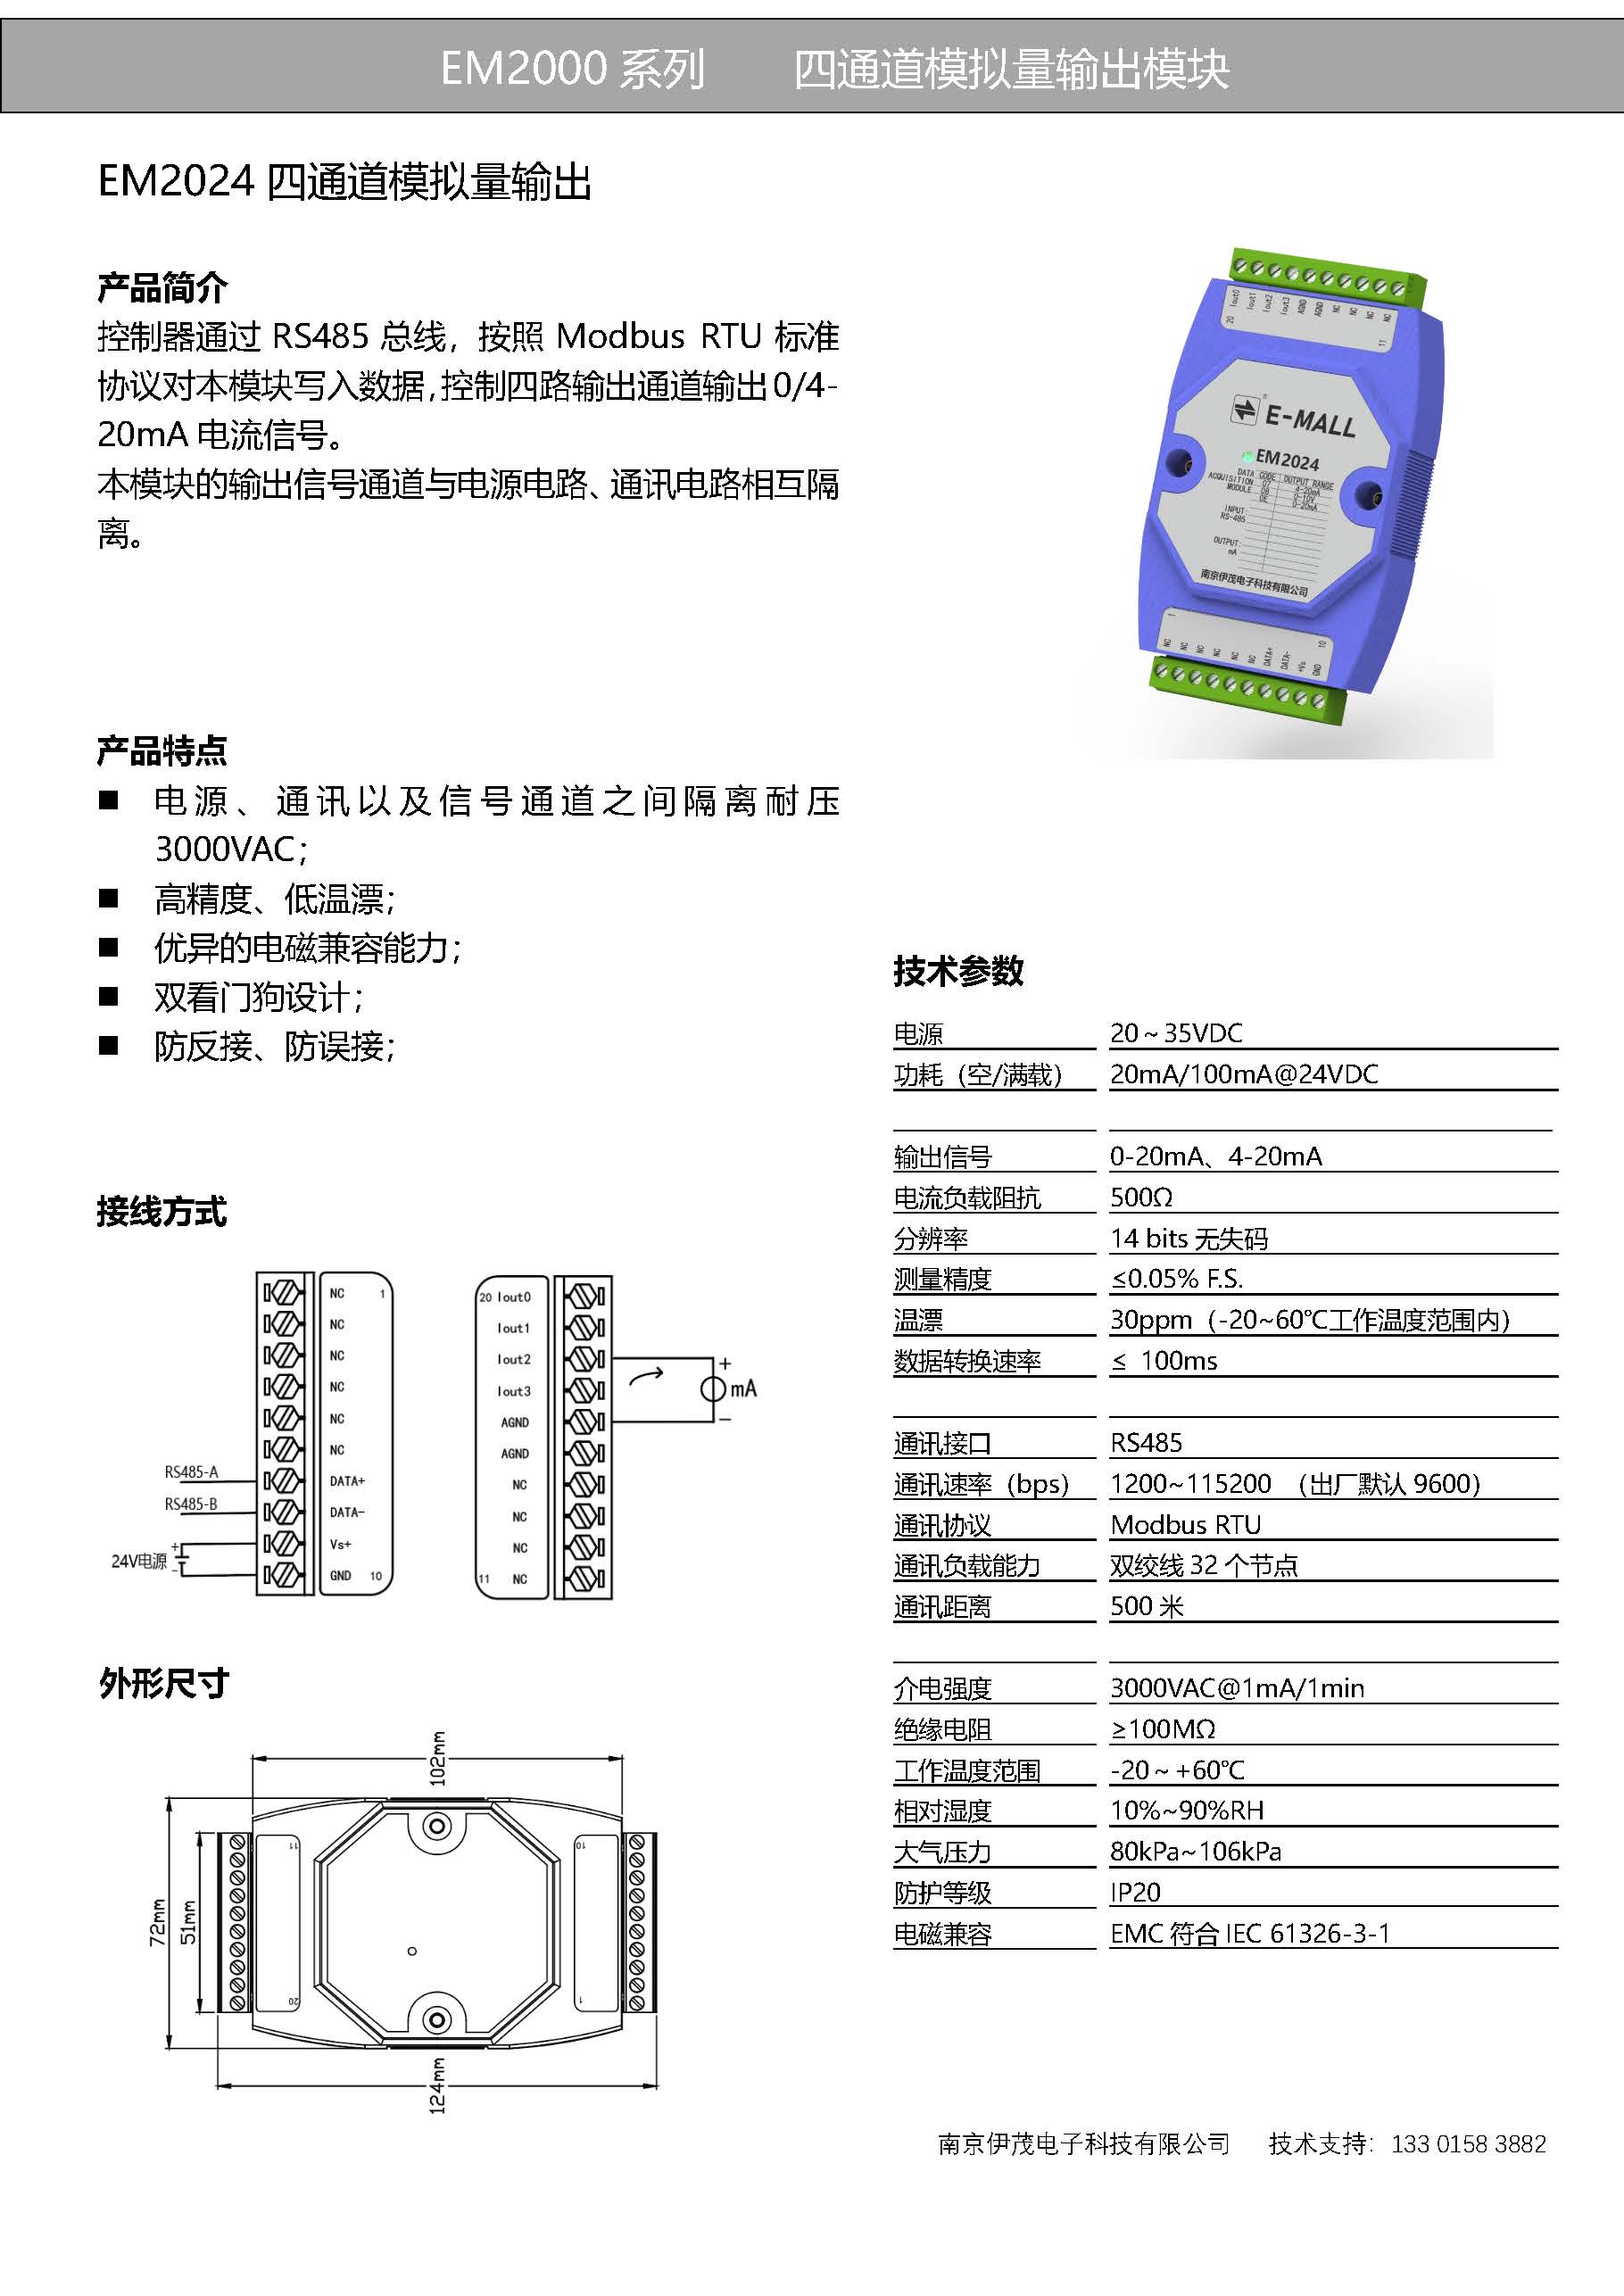 EM2000 系列 四通道模拟量输出模块
EM2024 四通道模拟量输出
产品简介
控制器通过 RS485 总线，按照 Modbus RTU 标准
协议对本模块写入数据，控制四路输出通道输出 0/4-
20mA 电流信号。
本模块的输出信号通道与电源电路、通讯电路相互隔
离。
20 Iout0 Iout1 Iout2 Iout3 AGND AGND NC NC NC NC 11
E-MALL
EM2024
DATA CODE OUTPUT RANGE
ACQUISITION 07 4-20mA
MODULE 08 0-10V
0E 0-20mA
INPUT:
RS-485
OUTPUT:
mA
南京伊茂电子科技有限公司
1 NC NC NC NC NC NC DATA+ DATA- +Vs GND 10
产品特点
■ 电源、通讯以及信号通道之间隔离耐压
3000VAC；
■ 高精度、低温漂；
■ 优异的电磁兼容能力；
■ 双看门狗设计；
■ 防反接、防误接；
接线方式
NC 1
NC
NC
NC
NC
NC
RS485-A DATA+
RS485-B DATA-
24V电源 + - Vs+
GND 10
20 Iout0
Iout1
Iout2 +
Iout3 mA
AGND -
AGND
NC
NC
NC
11 NC
外形尺寸
102mm
72mm
51mm
11
20
10
1
124mm
技术参数
电源 20～35VDC
功耗（空/满载） 20mA/100mA@24VDC
输出信号 0-20mA、4-20mA
电流负载阻抗 500Ω
分辨率 14 bits 无失码
测量精度 ≤0.05% F.S.
温漂 30ppm（-20~60℃工作温度范围内）
数据转换速率 ≤ 100ms
通讯接口 RS485
通讯速率（bps） 1200~115200 （出厂默认 9600）
通讯协议 Modbus RTU
通讯负载能力 双绞线 32 个节点
通讯距离 500 米
介电强度 3000VAC@1mA/1min
绝缘电阻 ≥100MΩ
工作温度范围 -20～+60℃
相对湿度 10%~90%RH
大气压力 80kPa~106kPa
防护等级 IP20
电磁兼容 EMC 符合 IEC 61326-3-1
南京伊茂电子科技有限公司 技术支持：133 0158 3882